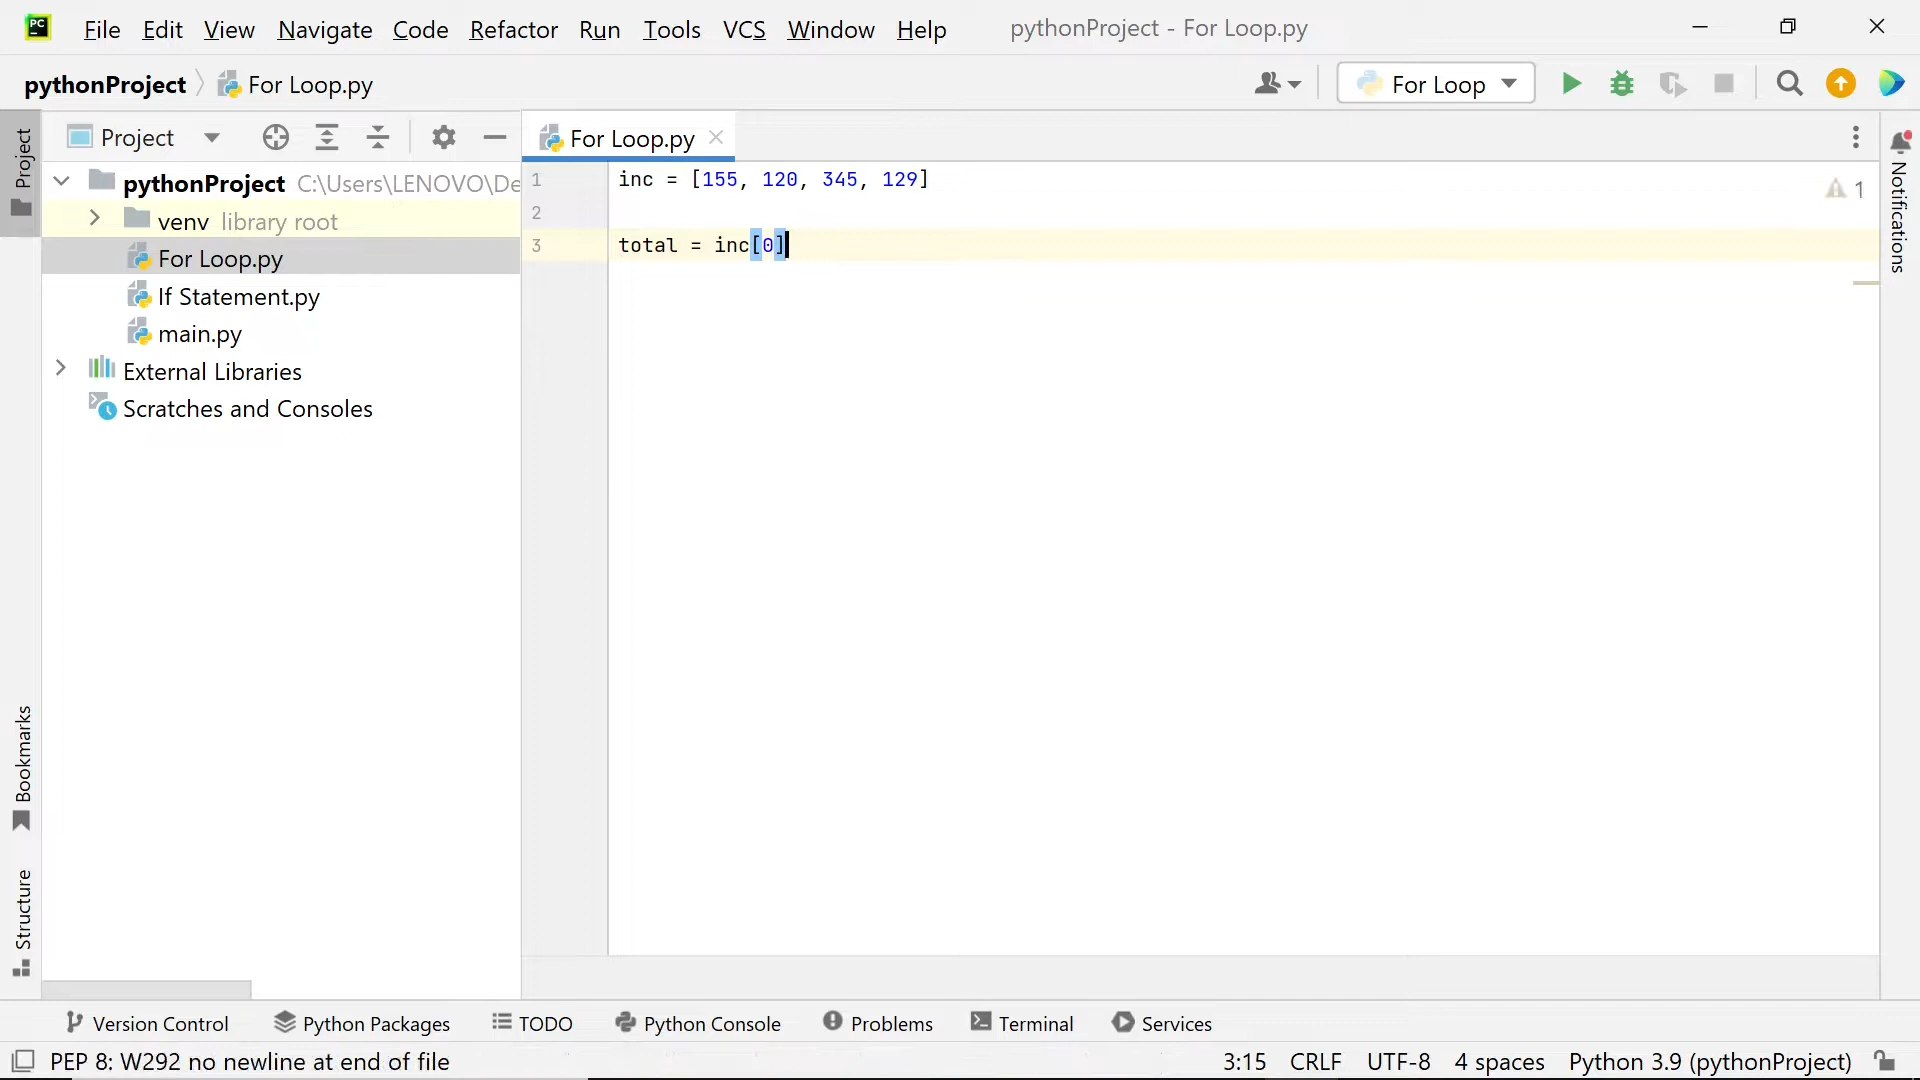 PC
File Edit View Navigate Code Refactor Run Tools VCS Window Help pythonProject - For Loop.py
pythonProject For Loop.py For Loop
Project Project For Loop.py
pythonProject C:\Users\LENOVO\De 1 inc = [155, 120, 345, 129] 1
venv library root 2
For Loop.py 3 total = inc[0]
If Statement.py
main.py
External Libraries
Scratches and Consoles
Notifications
Bookmarks
Structure
Version Control Python Packages TODO Python Console Problems Terminal Services
PEP 8: W292 no newline at end of file 3:15 CRLF UTF-8 4 spaces Python 3.9 (pythonProject)